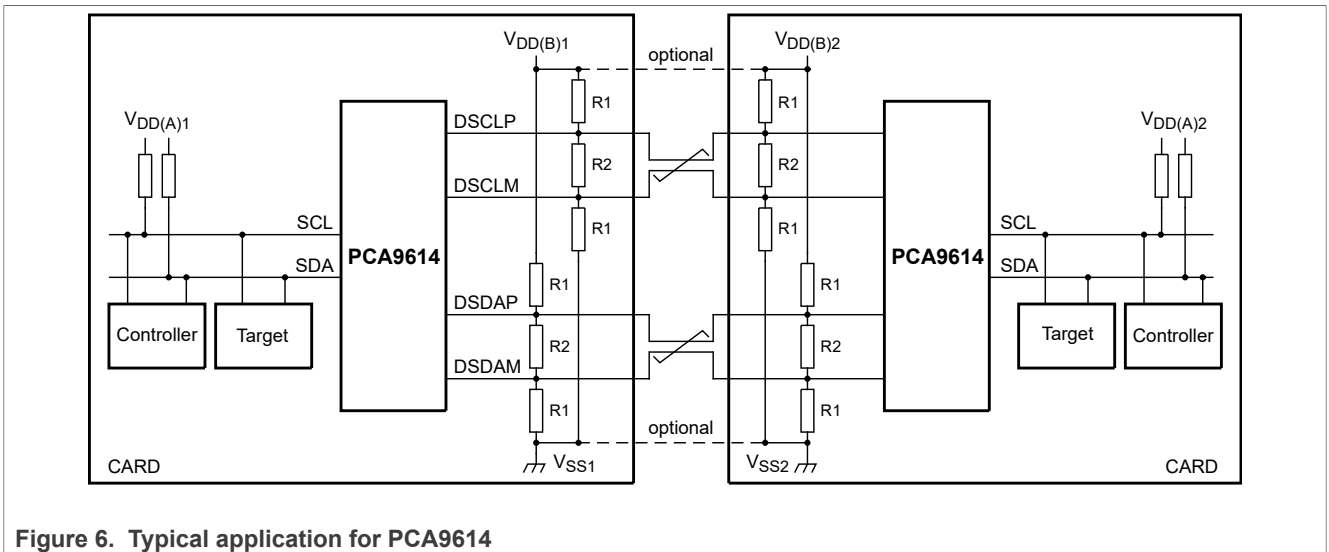 VDD(B)1
optional
VDD(B)2
R1
R1
VDD(A)1
DSCLP
VDD(A)2
R2
R2
DSCLM
SCL
R1
R1
SCL
PCA9614
PCA9614
SDA
SDA
R1
R1
DSDAP
Controller
Target
R2
R2
Target
Controller
DSDAM
R1
R1
optional
CARD
VSS1
VSS2
CARD
Figure 6. Typical application for PCA9614